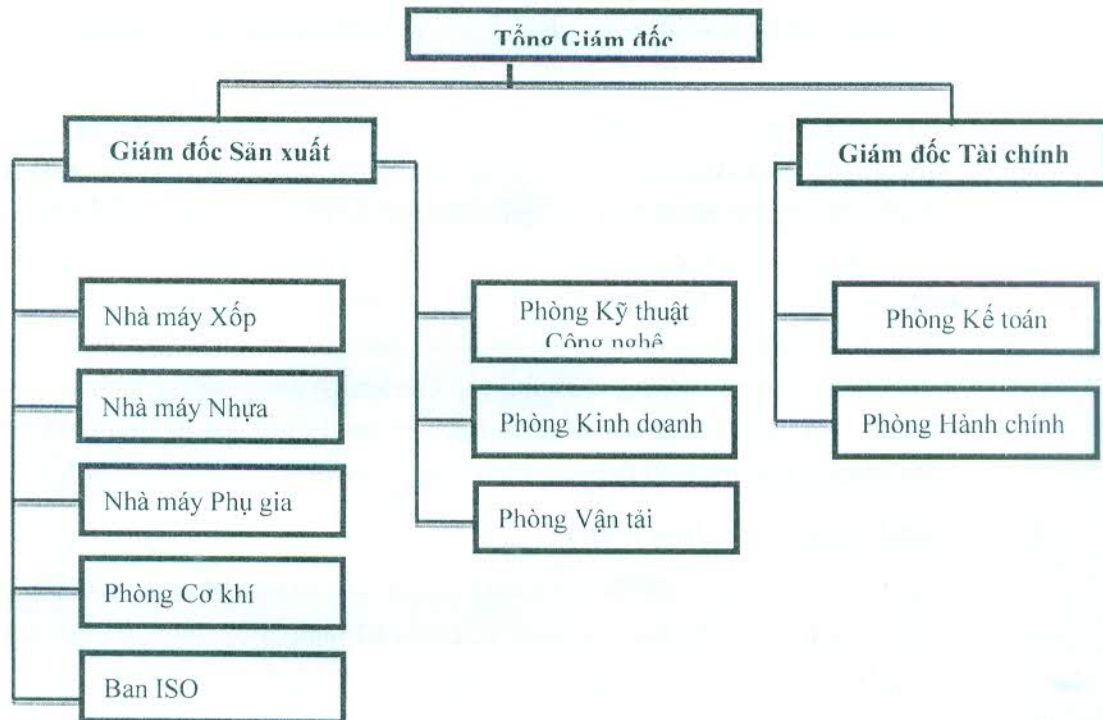 Tổng Giám đốc
Giám đốc Sản xuất
Giám đốc Tài chính
Nhà máy Xốp
Nhà máy Nhựa
Nhà máy Phụ gia
Phòng Cơ khí
Ban ISO
Phòng Kỹ thuật
Công nghệ
Phòng Kinh doanh
Phòng Vận tải
Phòng Kế toán
Phòng Hành chính